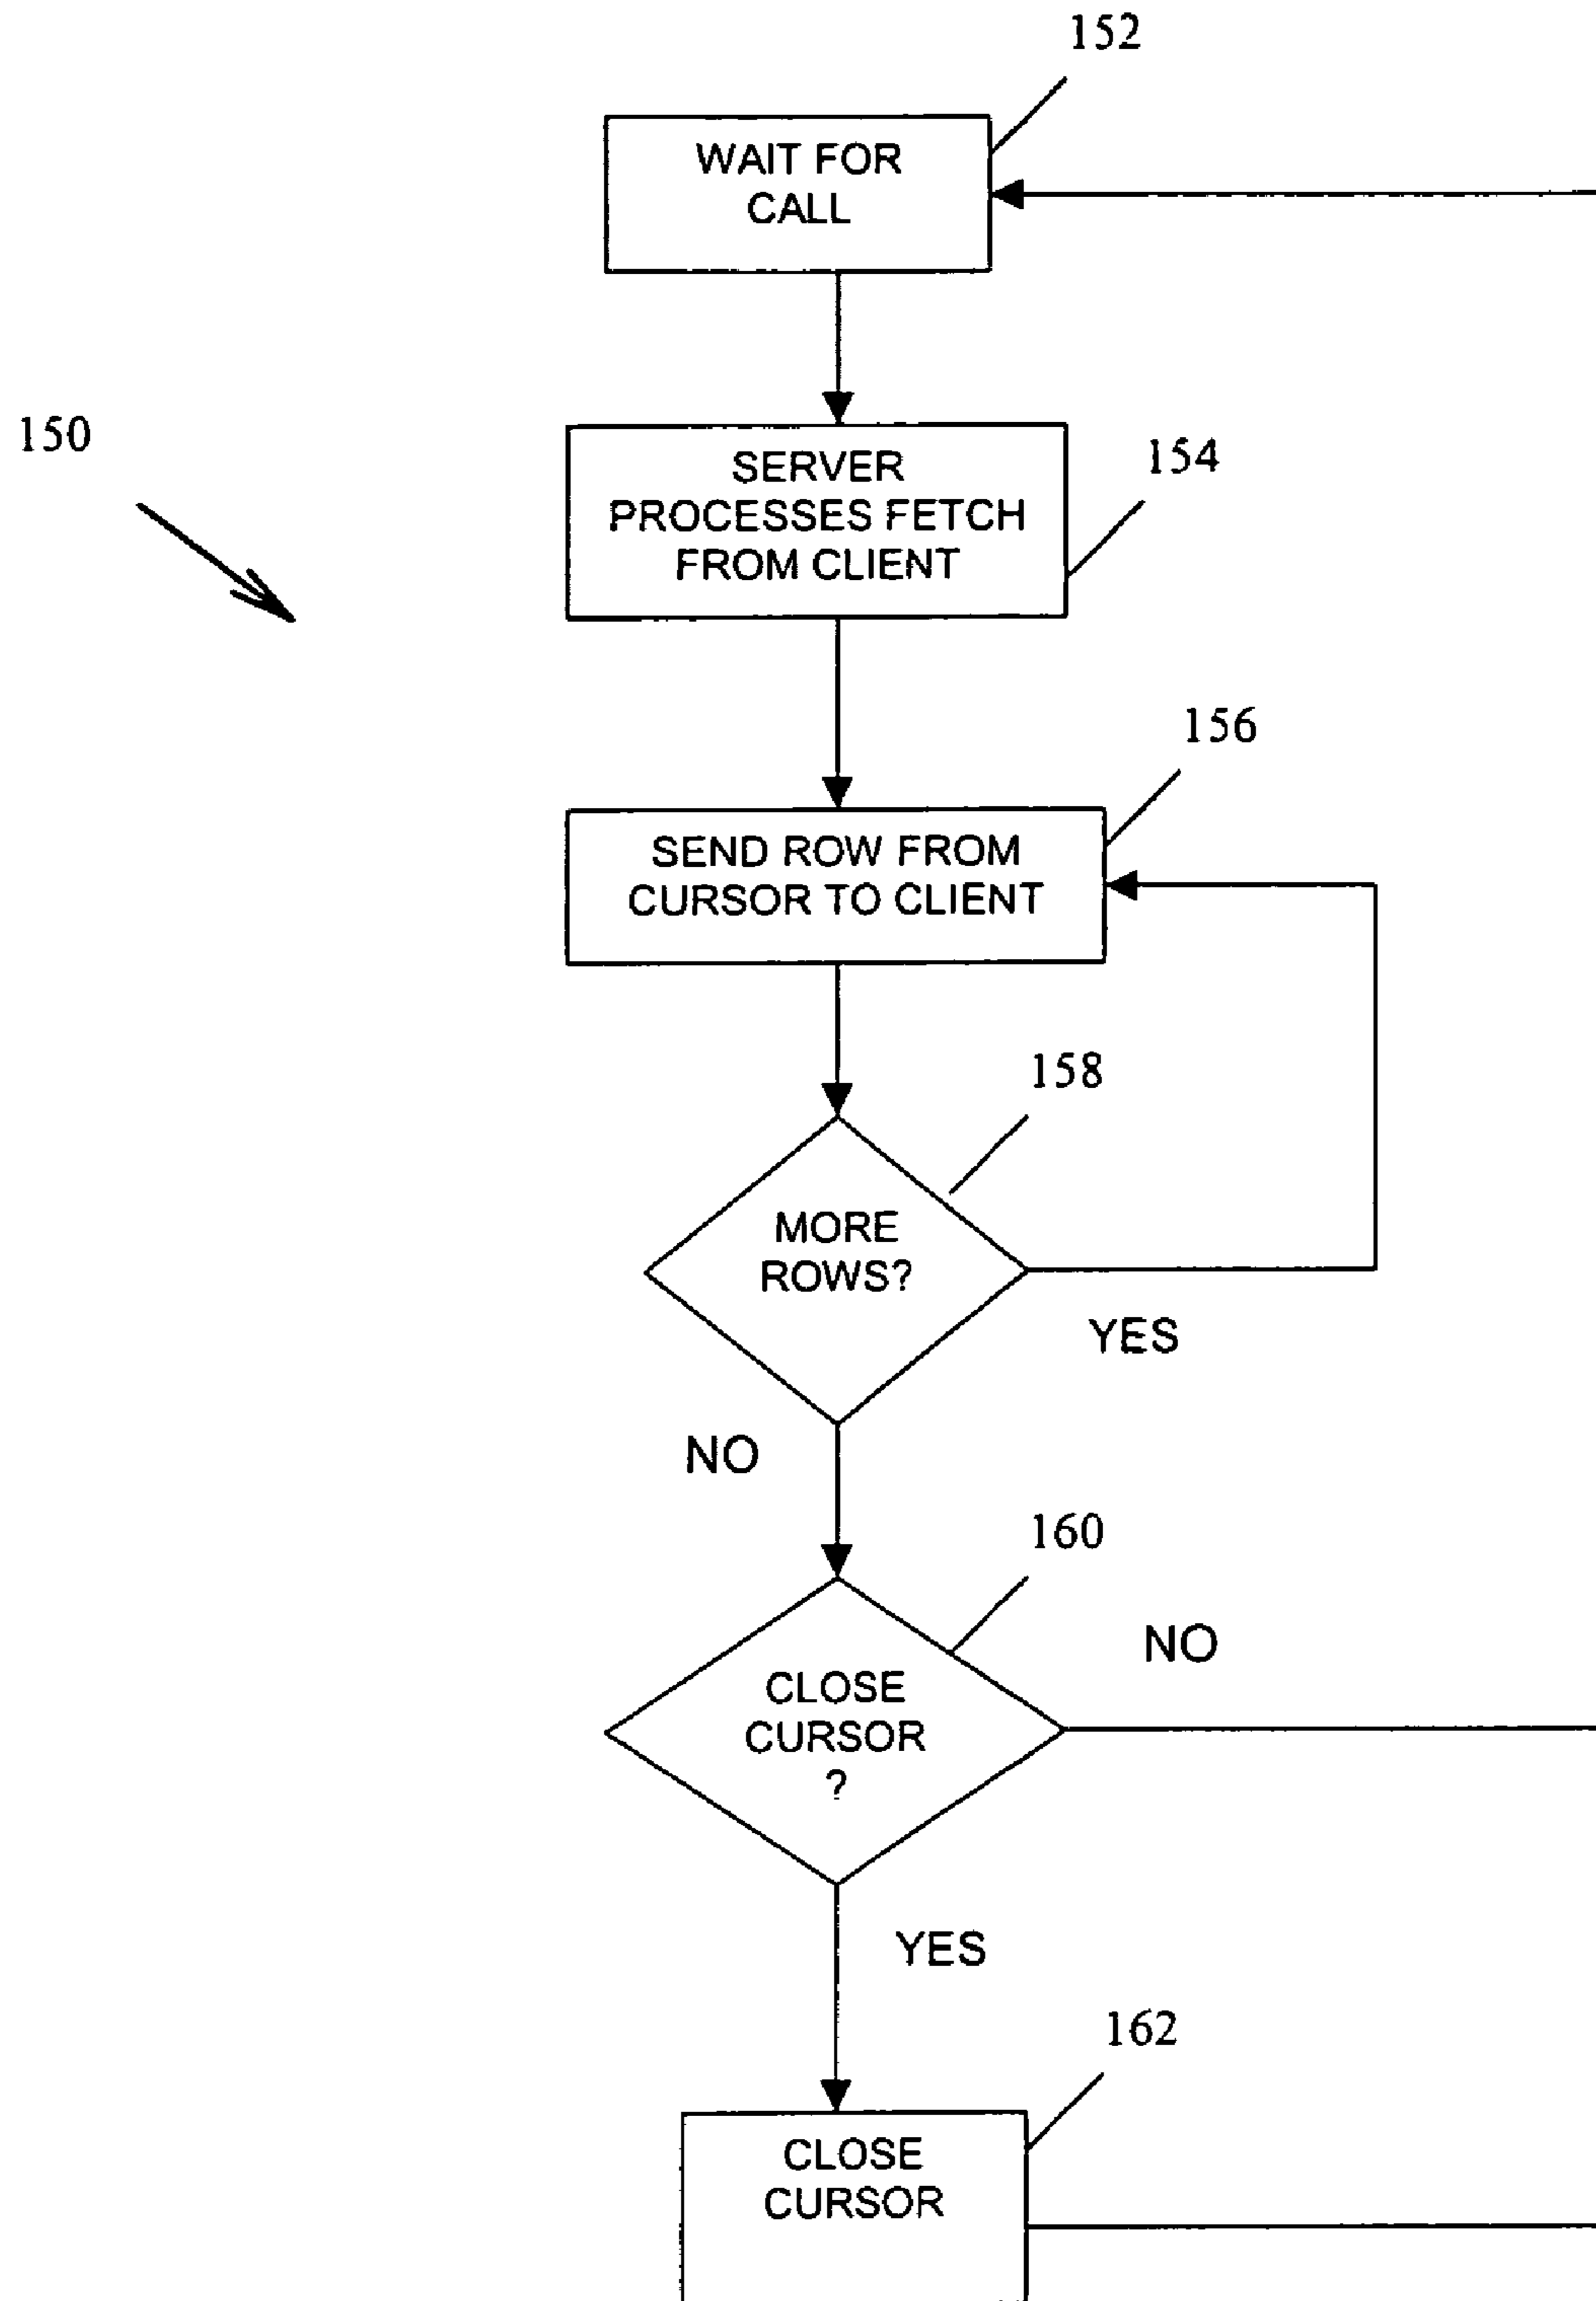 152
WAIT FOR
CALL
150
SERVER
PROCESSES FETCH
FROM CLIENT
154
156
SEND ROW FROM
CURSOR TO CLIENT
158
MORE
ROWS?
YES
NO
160
NO
CLOSE
CURSOR
?
YES
162
CLOSE
CURSOR